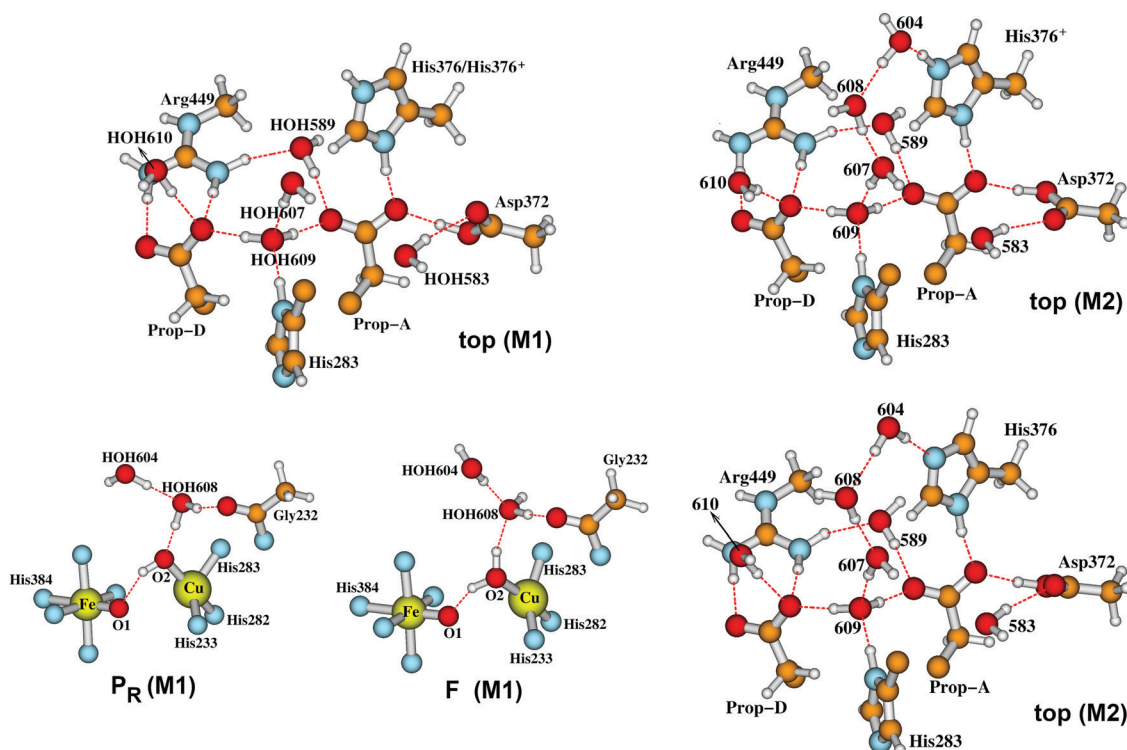 His376/His376+
Arg449
HOH610
HOH589
HOH607
HOH609
HOH583
Asp372
Prop-D
Prop-A
His283
top (M1)
604
His376+
Arg449
608
589
607
610
609
Asp372
583
Prop-D
Prop-A
His283
top (M2)
HOH604
HOH608
Gly232
His283
O2
His384
Fe
Cu
O1
His282
His233
PR (M1)
Gly232
HOH604
HOH608
His283
O2
His384
Fe
Cu
O1
His282
His233
F (M1)
604
His376
Arg449
608
610
589
607
Asp372
609
583
Prop-D
Prop-A
His283
top (M2)